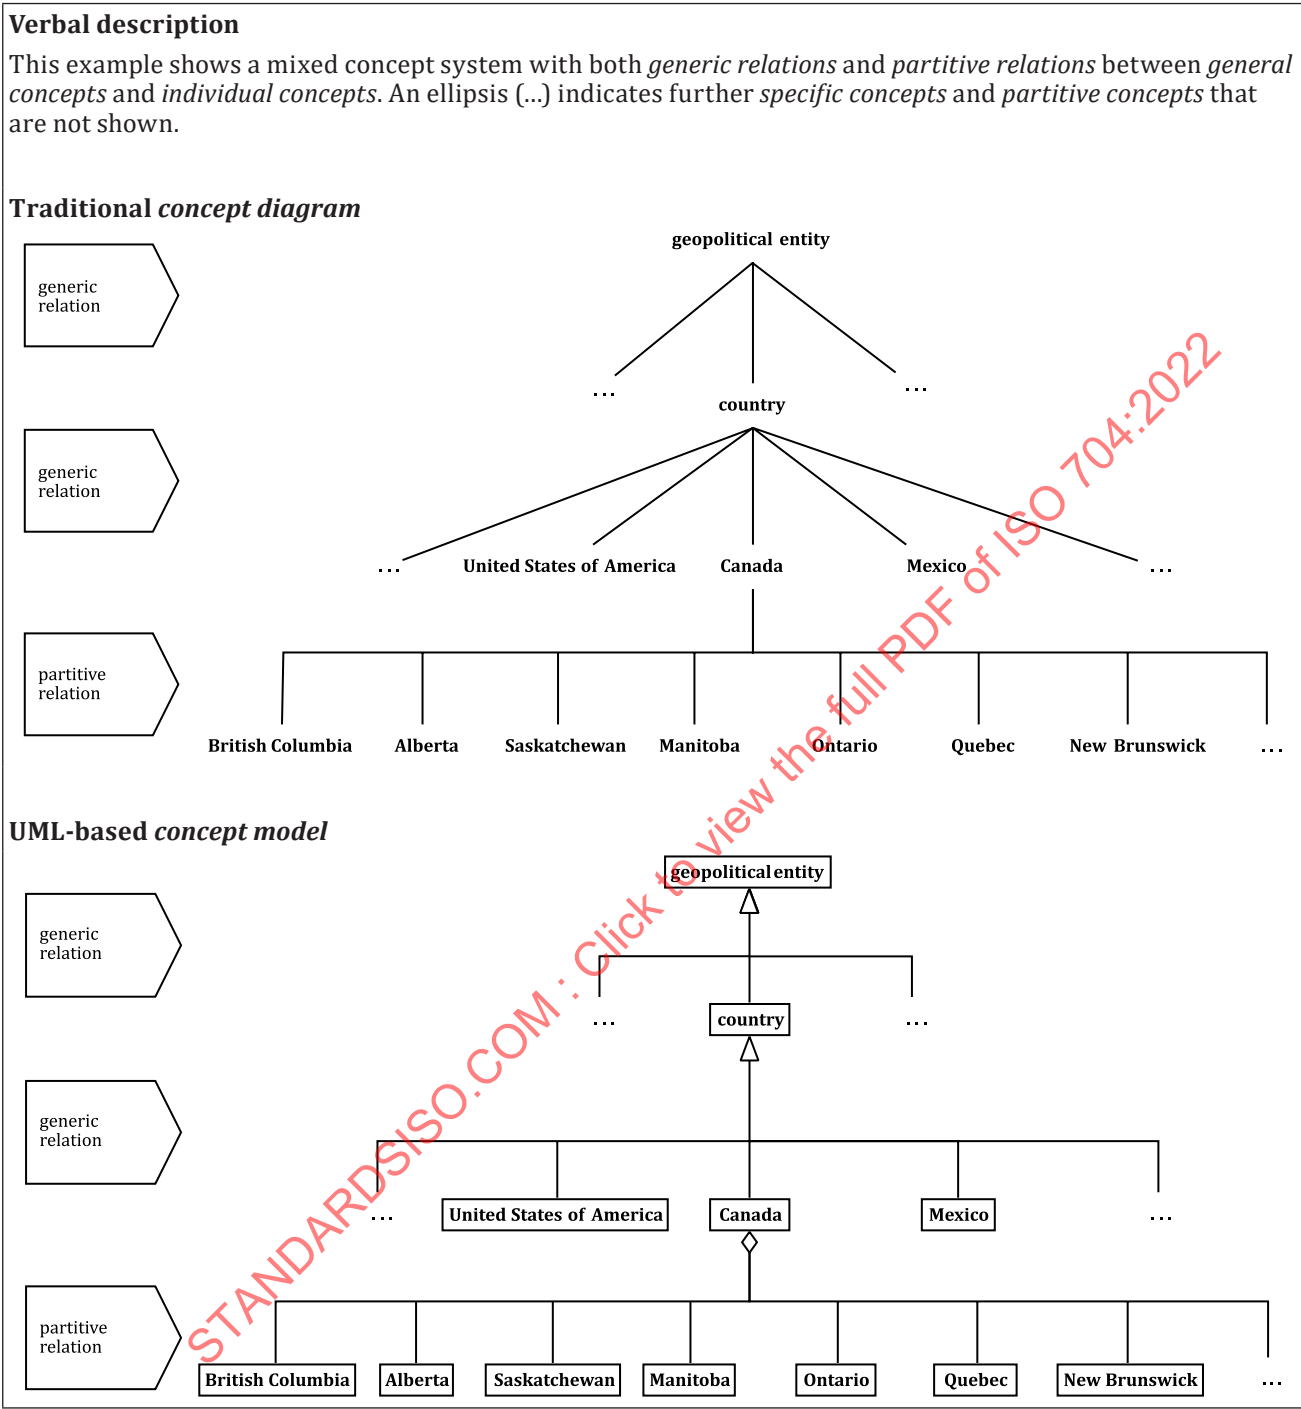 Verbal description
This example shows a mixed concept system with both generic relations and partitive relations between general
concepts and individual concepts. An ellipsis (...) indicates further specific concepts and partitive concepts that
are not shown.
Traditional concept diagram
geopolitical entity
generic
relation
... ...
country
generic
relation
... United States of America Canada Mexico ...
partitive
relation
British Columbia Alberta Saskatchewan Manitoba Ontario Quebec New Brunswick ...
UML-based concept model
geopolitical entity
generic
relation
... country ...
generic
relation
... United States of America Canada Mexico ...
partitive
relation
British Columbia Alberta Saskatchewan Manitoba Ontario Quebec New Brunswick ...
STANDARDSISO.COM : Click to view the full PDF of ISO 704:2022